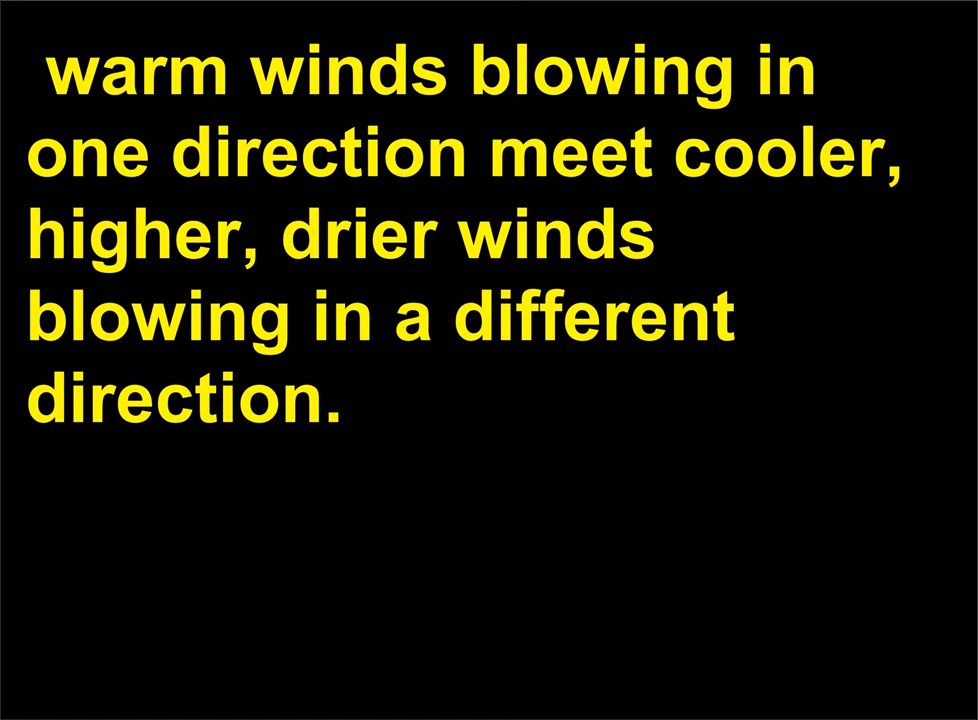 warm winds blowing in
one direction meet cooler,
higher, drier winds
blowing in a different
direction.